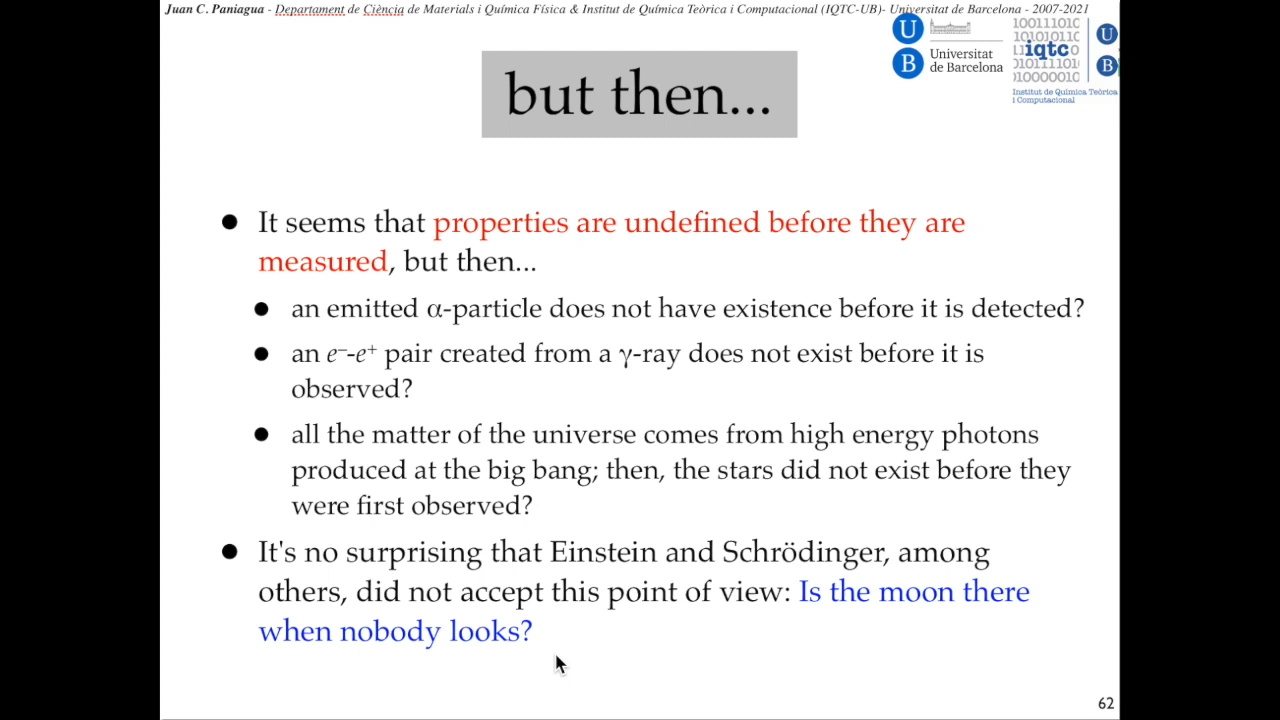 Juan C. Paniagua - Departament de Ciència de Materials i Química Física & Institut de Química Teòrica i Computacional (IQTC-UB)- Universitat de Barcelona - 2007-2021
U
B
Universitat
de Barcelona
100111010
10101011C
iqtc
101111101
100000010
Institut de Química Teòrica
i Computacional
U
B
but then...
● It seems that properties are undefined before they are
measured, but then...
● an emitted α-particle does not have existence before it is detected?
● an e⁻-e⁺ pair created from a γ-ray does not exist before it is
observed?
● all the matter of the universe comes from high energy photons
produced at the big bang; then, the stars did not exist before they
were first observed?
● It's no surprising that Einstein and Schrödinger, among
others, did not accept this point of view: Is the moon there
when nobody looks?
62